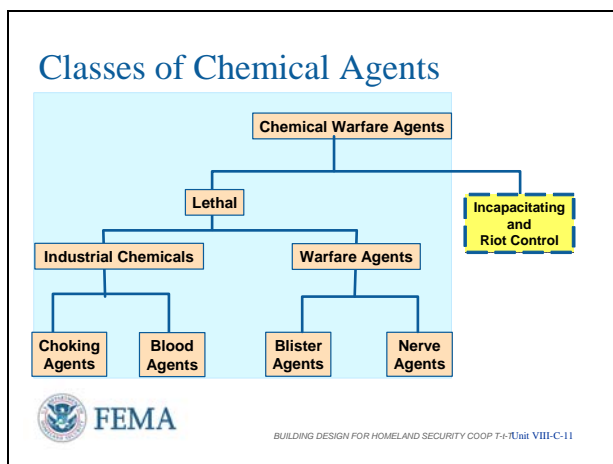 Classes of Chemical Agents
Chemical Warfare Agents
Lethal
Incapacitating
and
Riot Control
Industrial Chemicals
Warfare Agents
Choking
Agents
Blood
Agents
Blister
Agents
Nerve
Agents
FEMA
BUILDING DESIGN FOR HOMELAND SECURITY COOP T-t-T Unit VIII-C-11